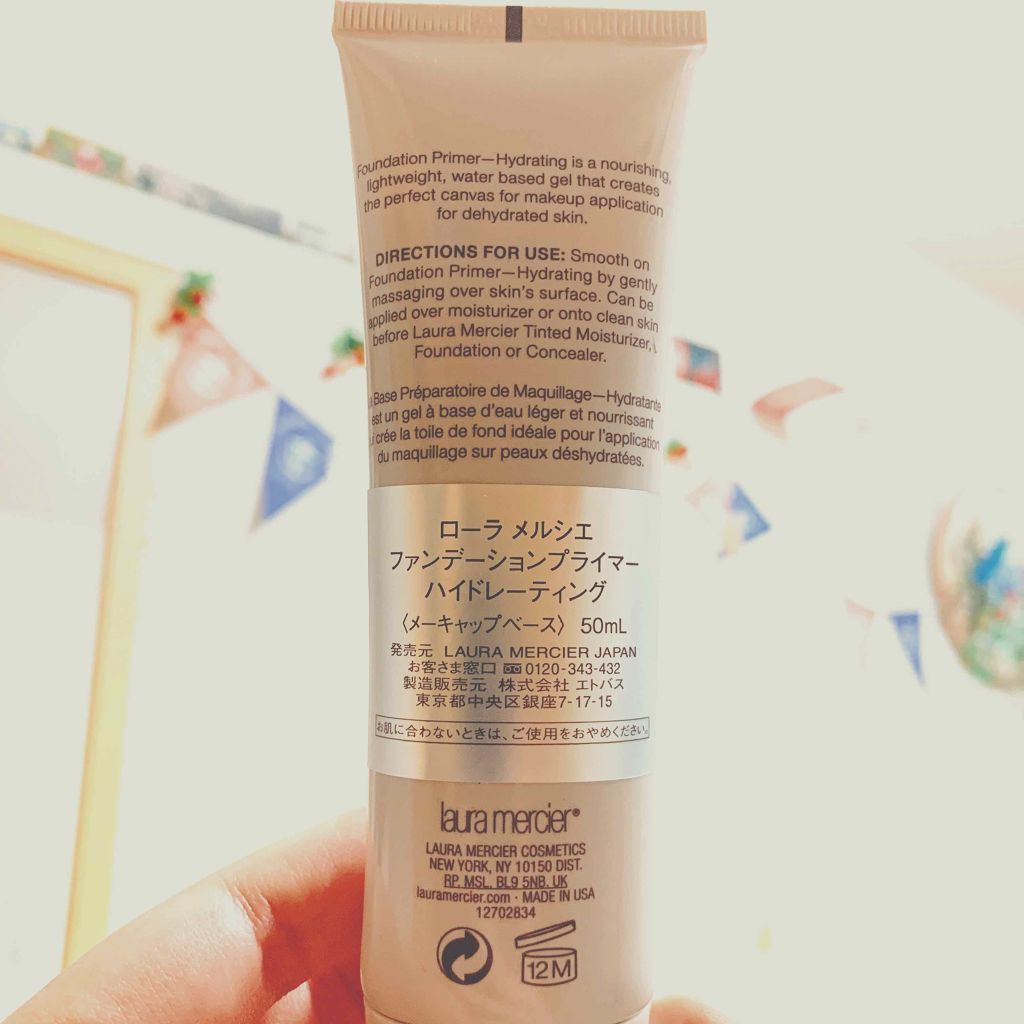 Foundation Primer—Hydrating is a nourishing,
lightweight, water based gel that creates
the perfect canvas for makeup application
for dehydrated skin.
DIRECTIONS FOR USE: Smooth on
Foundation Primer—Hydrating by gently
massaging over skin's surface. Can be
applied over moisturizer or onto clean skin
before Laura Mercier Tinted Moisturizer,
Foundation or Concealer.
Base Préparatoire de Maquillage—Hydratante
est un gel à base d'eau léger et nourrissant
crée la toile de fond idéale pour l'application
du maquillage sur peaux déshydratées.
ローラ メルシエ
ファンデーションプライマー
ハイドレーティング
〈メーキャップベース〉 50mL
発売元 LAURA MERCIER JAPAN
お客さま窓口 0120-343-432
製造販売元 株式会社 エトバス
東京都中央区銀座7-17-15
お肌に合わないときは、ご使用をおやめください。
laura mercier®
LAURA MERCIER COSMETICS
NEW YORK, NY 10150 DIST.
RP, MSL, BL9 5NB, UK
lauramercier.com · MADE IN USA
12702834
12M